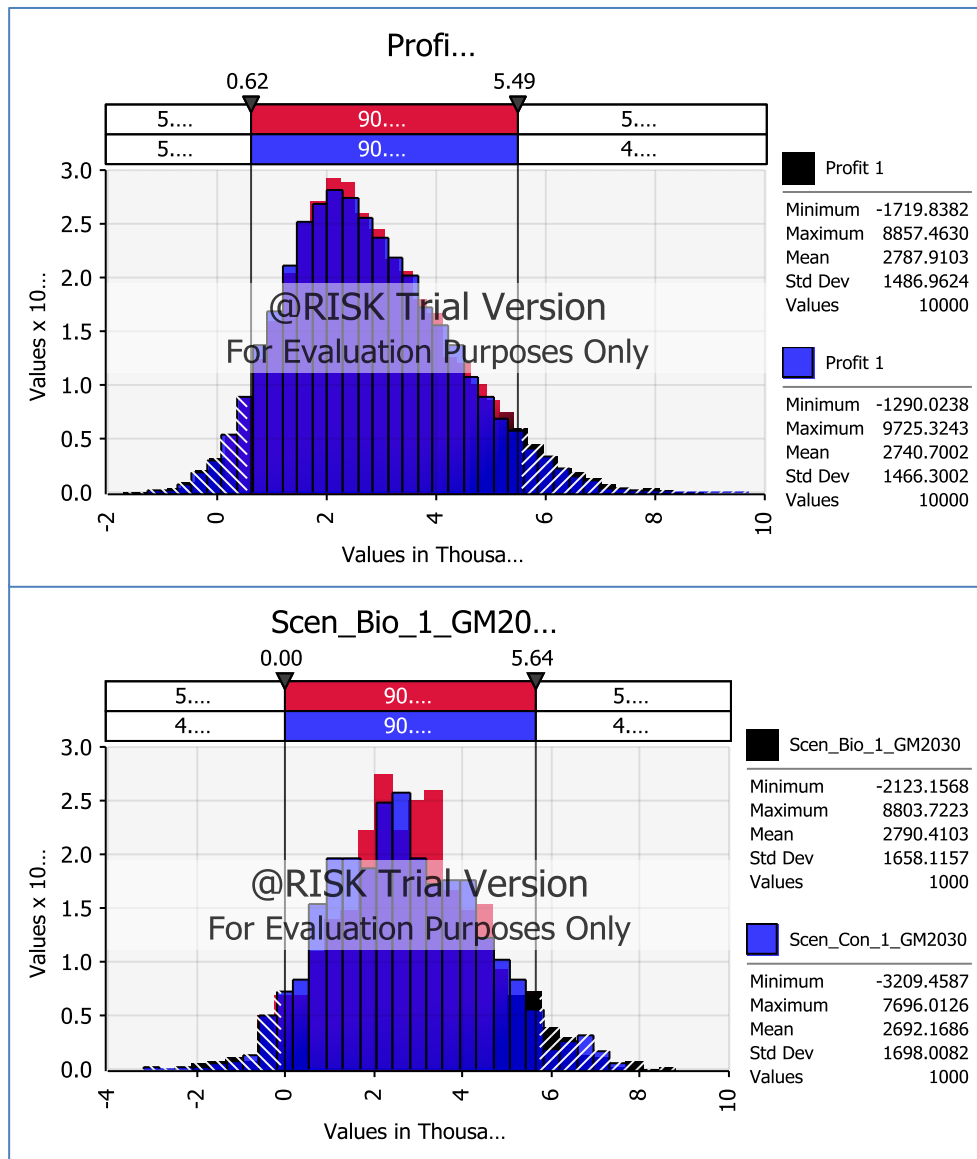 Profi...
0.62 5.49
5.... 90.... 5....
5.... 90.... 4....
3.0
2.5
2.0
1.5
1.0
0.5
0.0
Values x 10...
-2 0 2 4 6 8 10
Values in Thousa...
@RISK Trial Version
For Evaluation Purposes Only
Profit 1
Minimum -1719.8382
Maximum 8857.4630
Mean 2787.9103
Std Dev 1486.9624
Values 10000
Profit 1
Minimum -1290.0238
Maximum 9725.3243
Mean 2740.7002
Std Dev 1466.3002
Values 10000
Scen_Bio_1_GM20...
0.00 5.64
5.... 90.... 5....
4.... 90.... 4....
3.0
2.5
2.0
1.5
1.0
0.5
0.0
Values x 10...
-4 -2 0 2 4 6 8 10
Values in Thousa...
@RISK Trial Version
For Evaluation Purposes Only
Scen_Bio_1_GM2030
Minimum -2123.1568
Maximum 8803.7223
Mean 2790.4103
Std Dev 1658.1157
Values 1000
Scen_Con_1_GM2030
Minimum -3209.4587
Maximum 7696.0126
Mean 2692.1686
Std Dev 1698.0082
Values 1000